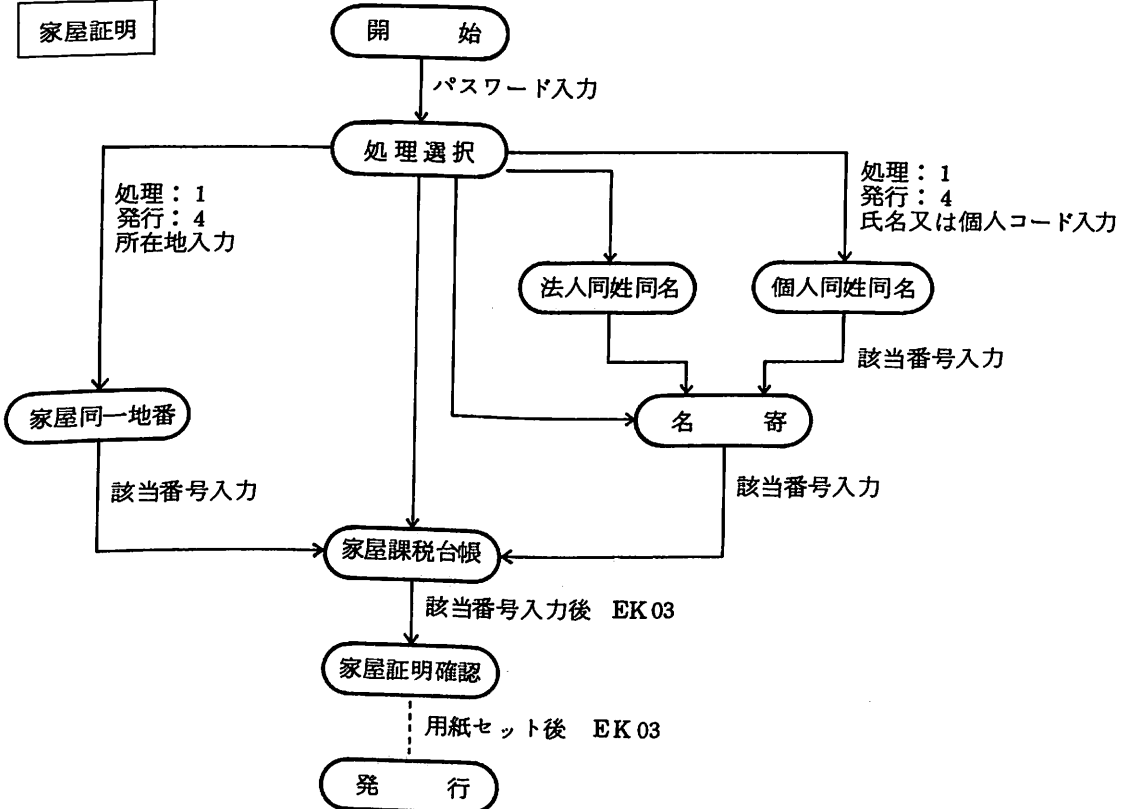 家屋証明
開 始
パスワード入力
処理選択
処理：1
発行：4
所在地入力
処理：1
発行：4
氏名又は個人コード入力
法人同姓同名
個人同姓同名
該当番号入力
家屋同一地番
名 寄
該当番号入力
該当番号入力
家屋課税台帳
該当番号入力後 EK03
家屋証明確認
用紙セット後 EK03
発 行